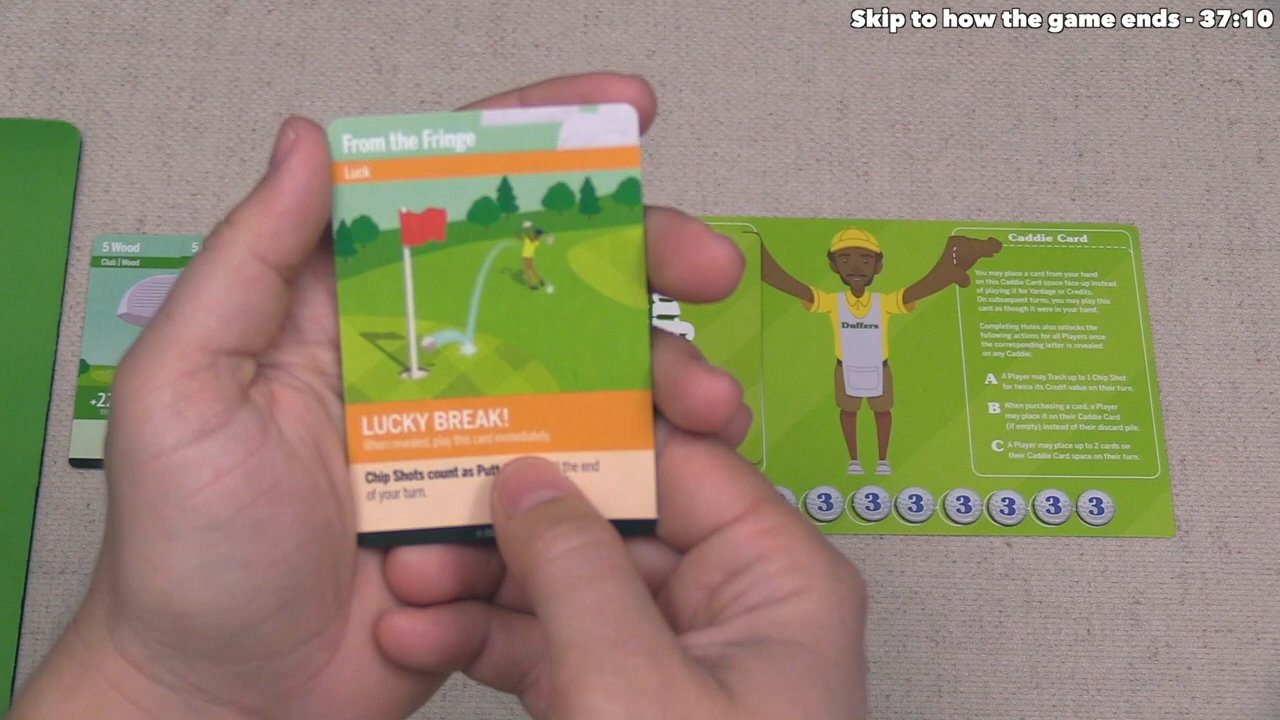 Skip to how the game ends - 37:10
From the Fringe
Luck
LUCKY BREAK!
When revealed, play this card immediately.
Chip Shots count as Putt the end
of your turn.
5 Wood
5
Club | Wood
+22
Duffers
Caddie Card
You may place a card from your hand
on this Caddie Card space face-up instead
of playing it for Yardage or Credits.
On subsequent turns, you may play this
card as though it were in your hand.
Completing Holes also unlocks the
following actions for all Players once
the corresponding letter is revealed
on any Caddie:
A A Player may Trash up to 1 Chip Shot
for twice its Credit value on their turn.
B When purchasing a card, a Player
may place it on their Caddie Card
(if empty) instead of their discard pile.
C A Player may place up to 2 cards on
their Caddie Card space on their turn.
3 3 3 3 3 3 3